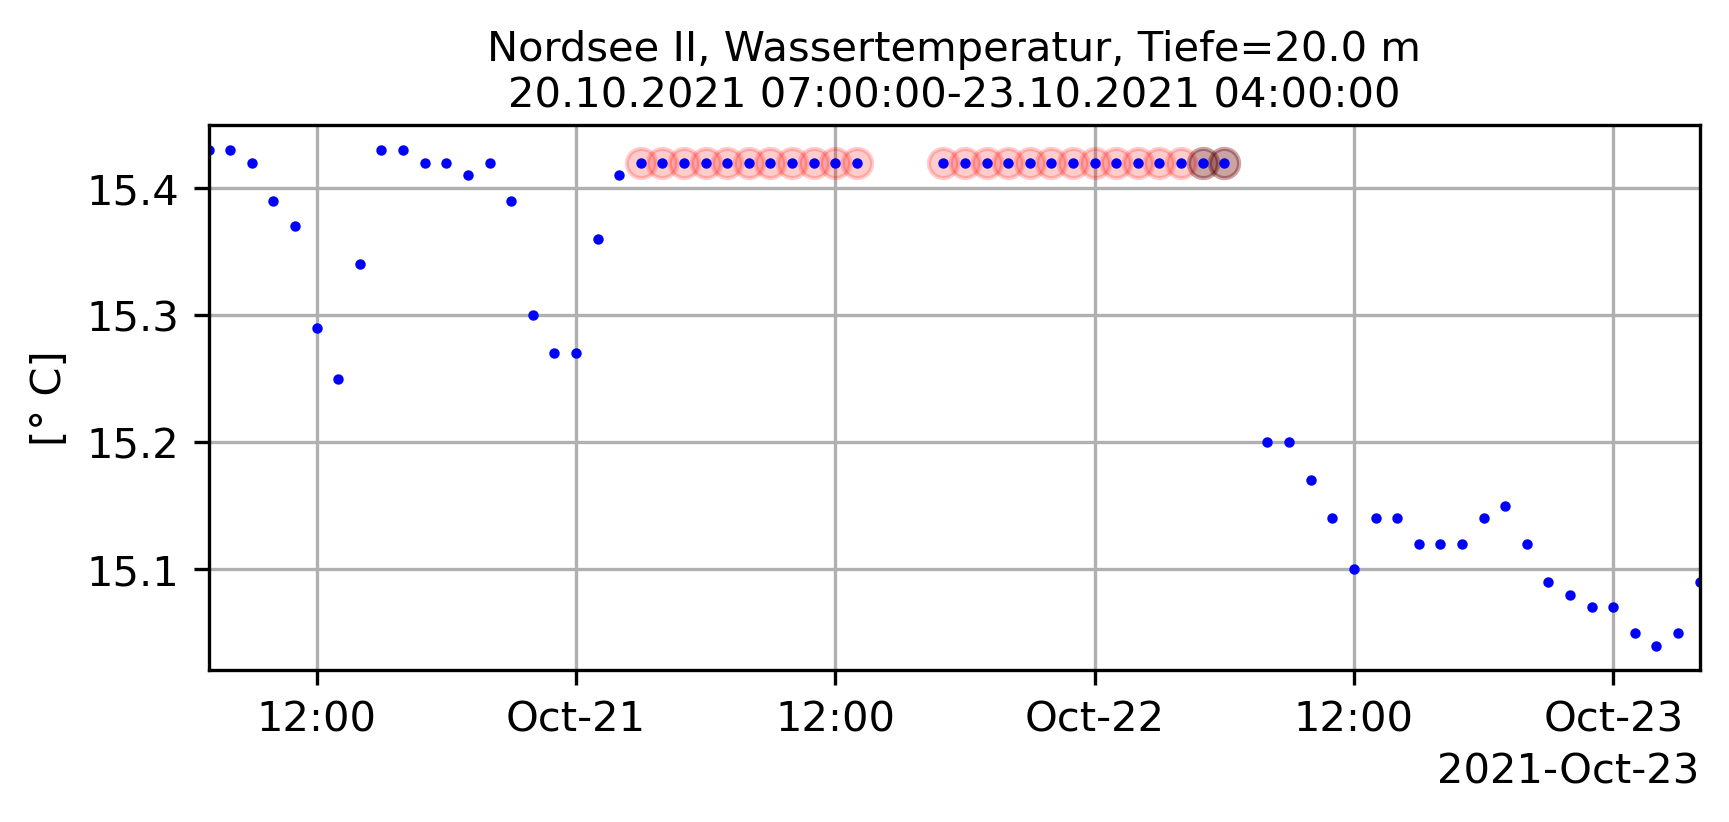 Nordsee II, Wassertemperatur, Tiefe=20.0 m
20.10.2021 07:00:00-23.10.2021 04:00:00
[° C]
15.4
15.3
15.2
15.1
12:00 Oct-21 12:00 Oct-22 12:00 Oct-23
2021-Oct-23